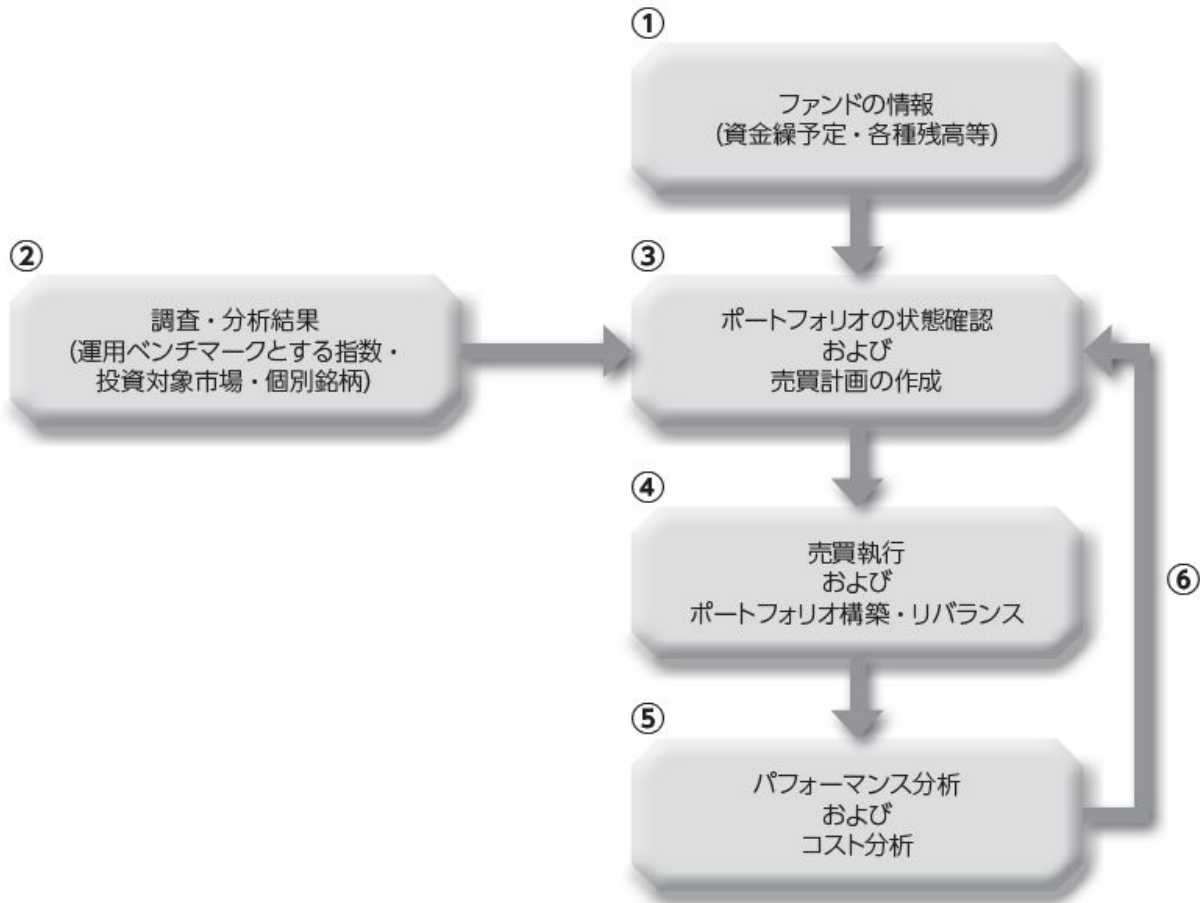 ①
ファンドの情報
(資金繰予定・各種残高等)
②
調査・分析結果
(運用ベンチマークとする指数・
投資対象市場・個別銘柄)
③
ポートフォリオの状態確認
および
売買計画の作成
④
売買執行
および
ポートフォリオ構築・リバランス
⑥
⑤
パフォーマンス分析
および
コスト分析